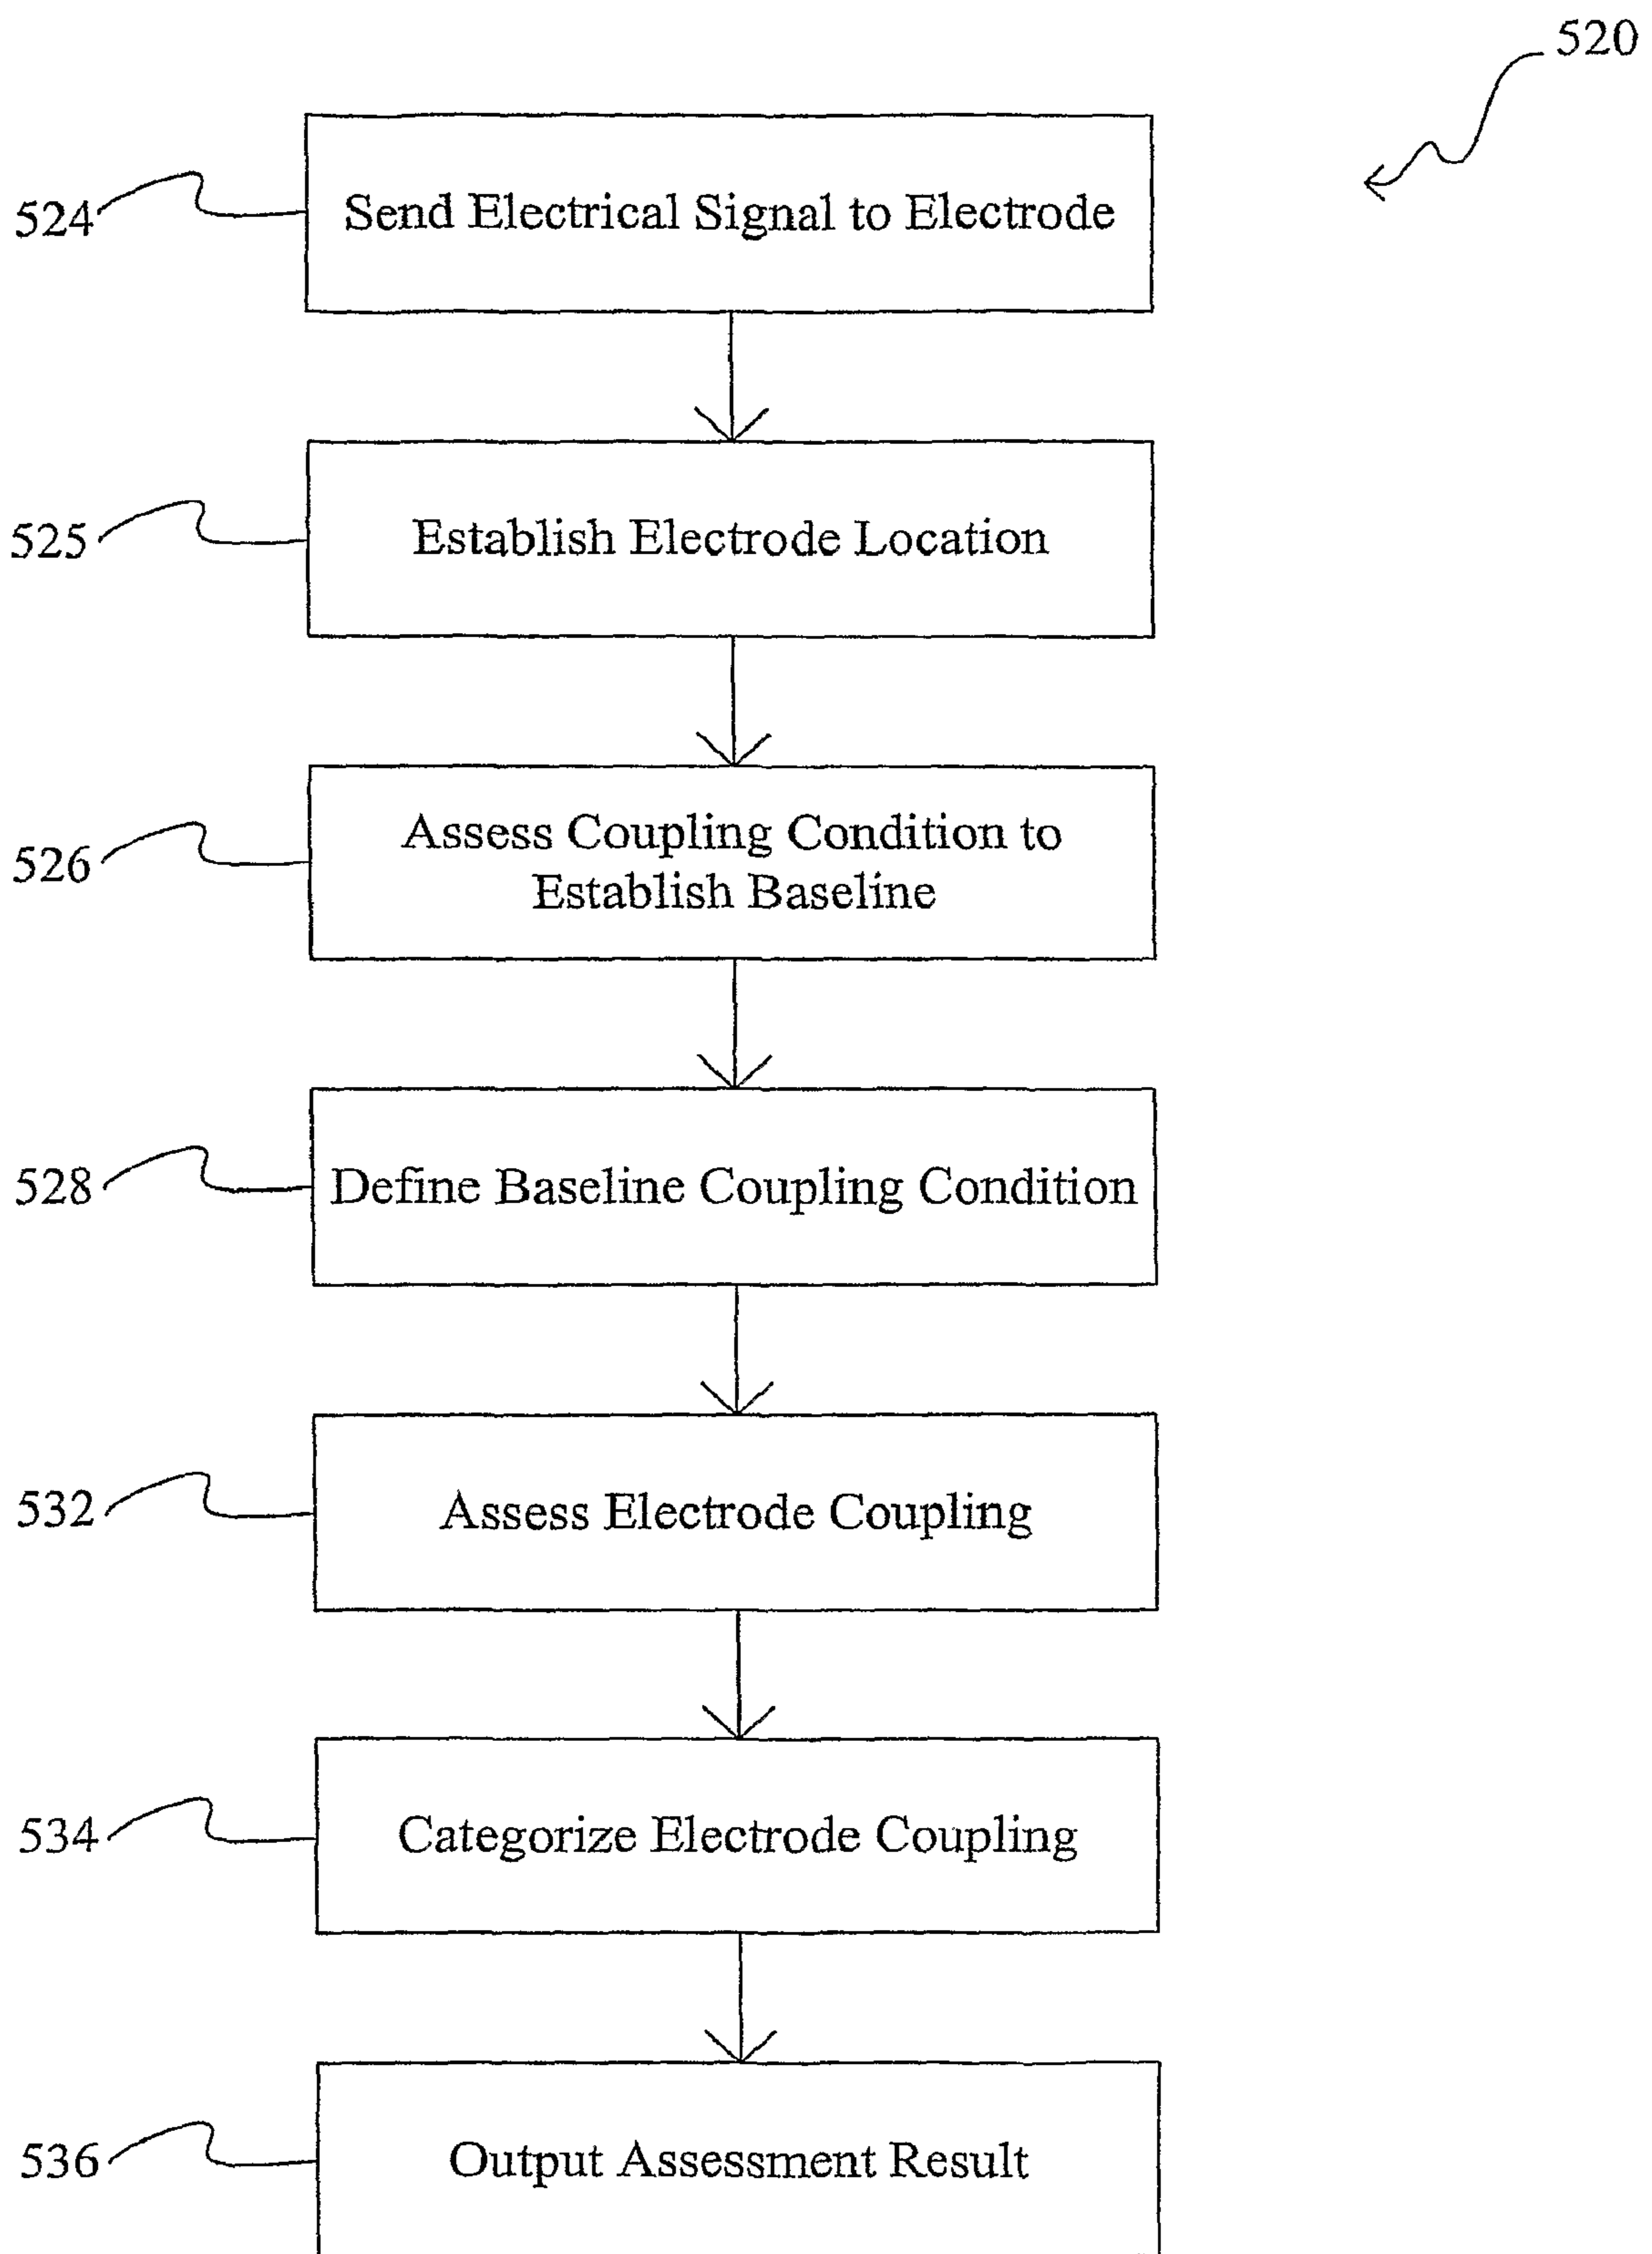 520
524
Send Electrical Signal to Electrode
525
Establish Electrode Location
526
Assess Coupling Condition to
Establish Baseline
528
Define Baseline Coupling Condition
532
Assess Electrode Coupling
534
Categorize Electrode Coupling
536
Output Assessment Result